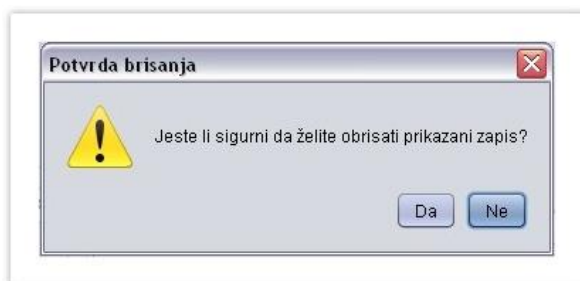 Potvrda brisanja
Jeste li sigurni da želite obrisati prikazani zapis?
Da
Ne